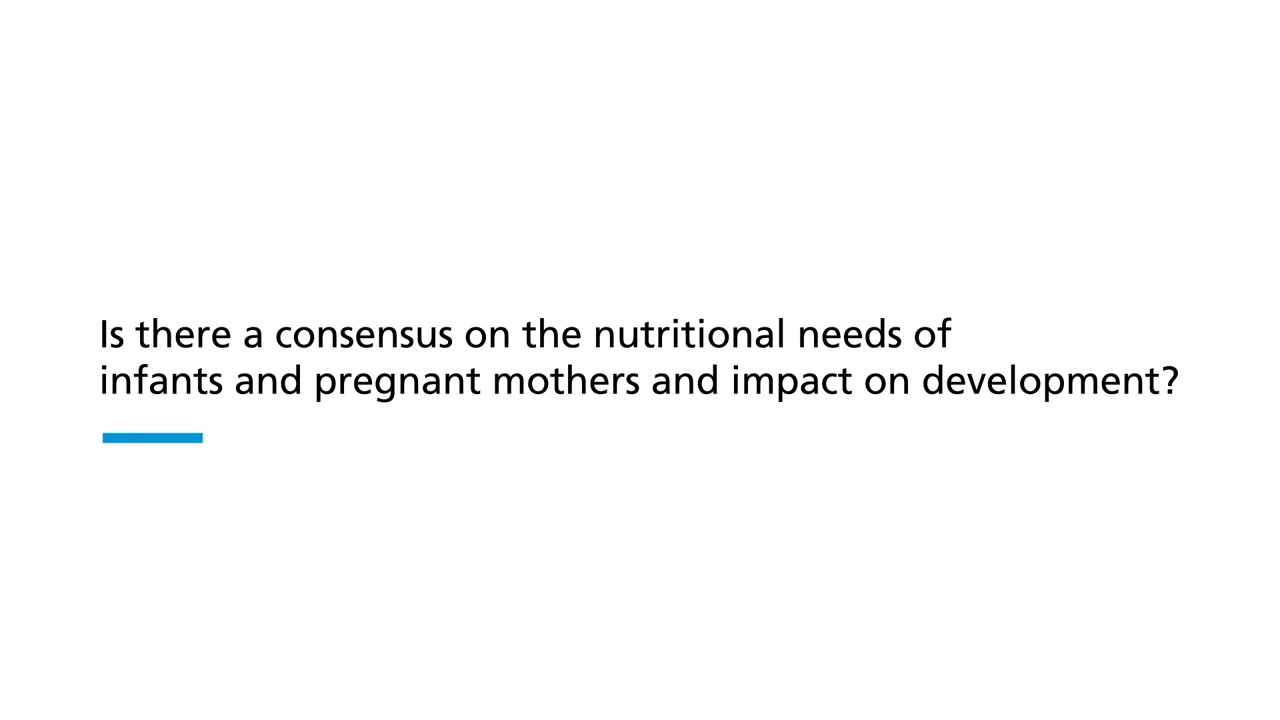 Is there a consensus on the nutritional needs of
infants and pregnant mothers and impact on development?